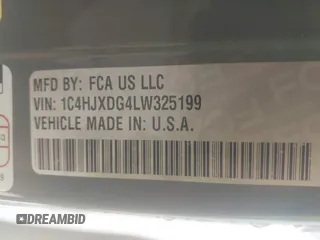 MFD BY: FCA US LLC
VIN: 1C4HJXDG4LW325199
VEHICLE MADE IN: U.S.A.
DREAMBID